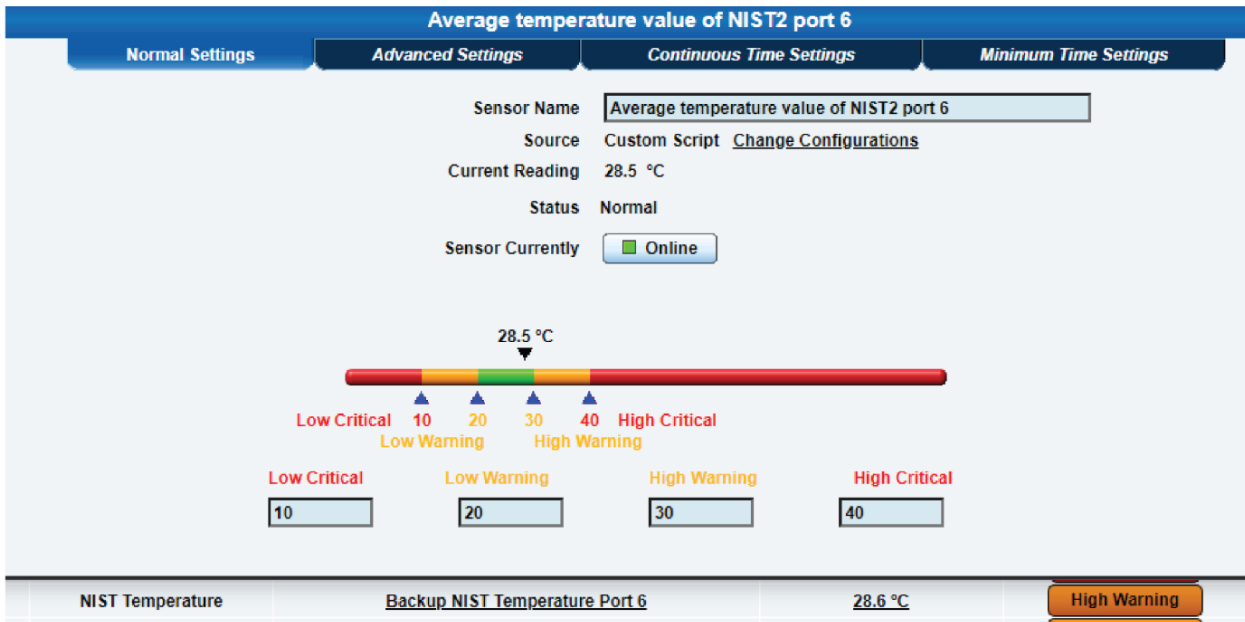 Average temperature value of NIST2 port 6
Normal Settings Advanced Settings Continuous Time Settings Minimum Time Settings
Sensor Name Average temperature value of NIST2 port 6
Source Custom Script Change Configurations
Current Reading 28.5 °C
Status Normal
Sensor Currently Online
28.5 °C
Low Critical 10 20 30 40 High Critical
Low Warning High Warning
Low Critical Low Warning High Warning High Critical
10 20 30 40
NIST Temperature Backup NIST Temperature Port 6 28.6 °C High Warning